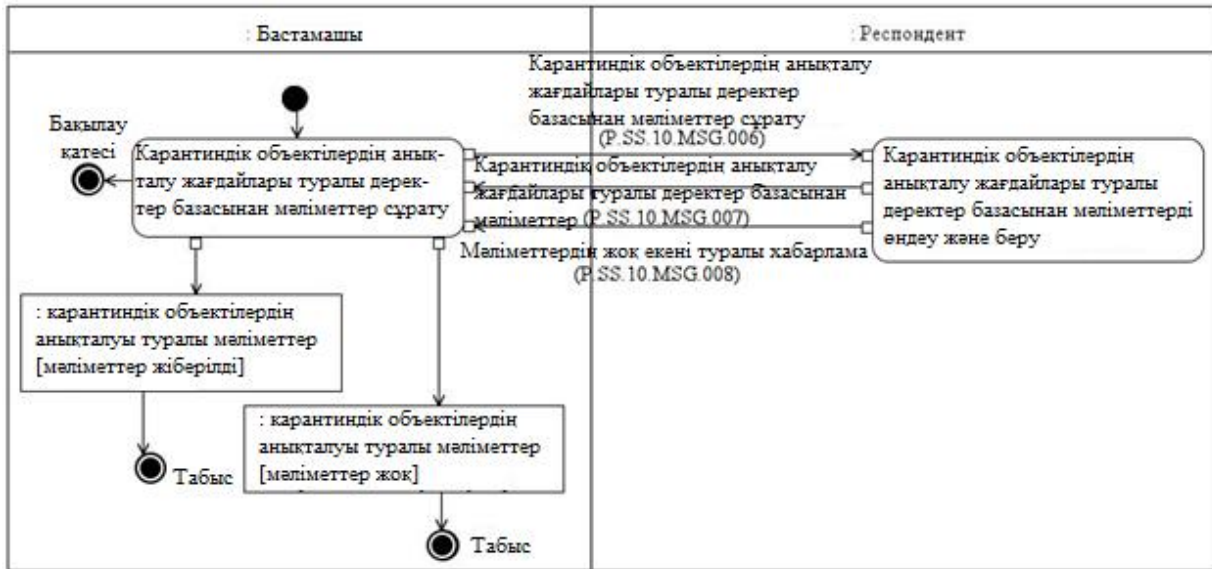 : Бастамашы
: Респондент
Карантиндік объектілердің анықталу
жағдайлары туралы деректер
базасынан мәліметтер сұрату
(P.SS.10.MSG.006)
Бақылау
қатесі
Карантиндік объектілердің анық-
талу жағдайлары туралы дерек-
тер базасынан мәліметтер сұрату
Карантиндік объектілердің анықталу
жағдайлары туралы деректер базасынан
мәліметтер (P.SS.10.MSG.007)
Мәліметтердің жоқ екені туралы хабарлама
(P.SS.10.MSG.008)
Карантиндік объектілердің
анықталу жағдайлары туралы
деректер базасынан мәліметтерді
өңдеу және беру
: карантиндік объектілердің
анықталуы туралы мәліметтер
[мәліметтер жіберілді]
Табыс
: карантиндік объектілердің
анықталуы туралы мәліметтер
[мәліметтер жоқ]
Табыс